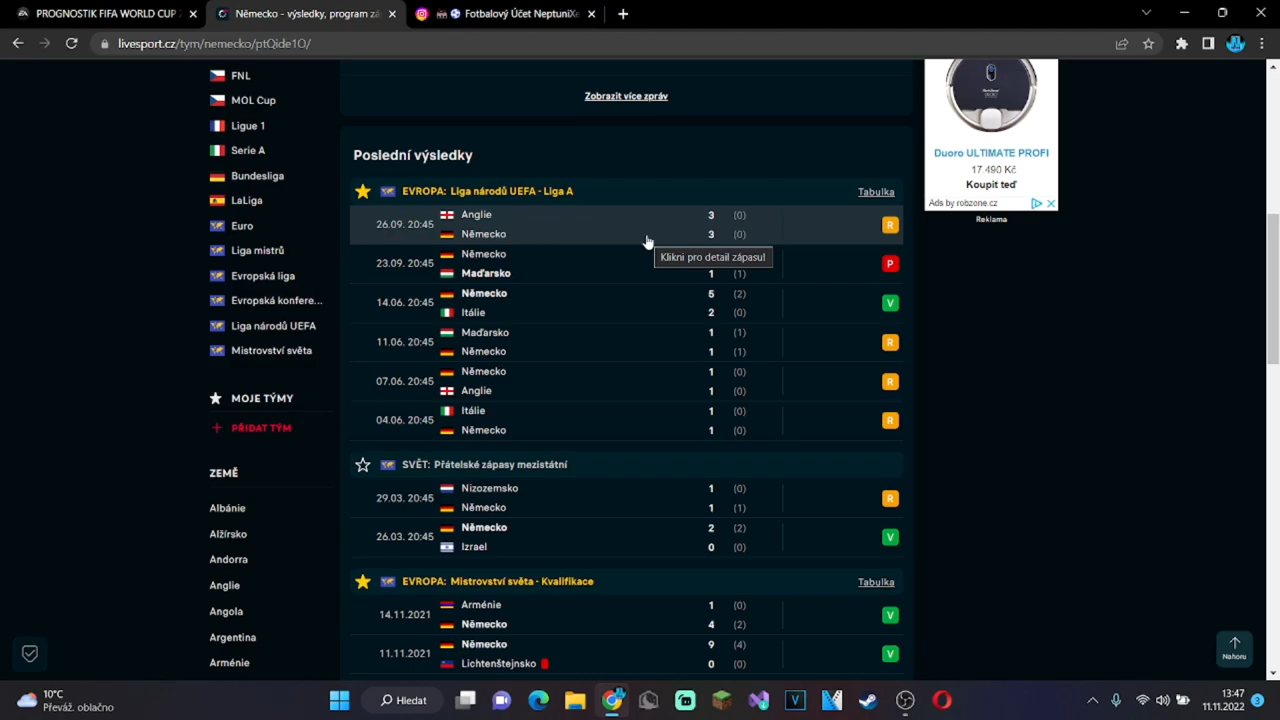 PROGNOSTIK FIFA WORLD CUP 2
Německo - výsledky, program zá
Fotbalový Účet NeptuniXe
livesport.cz/tym/nemecko/ptQide1O/
FNL
MOL Cup
Ligue 1
Serie A
Bundesliga
LaLiga
Euro
Liga mistrů
Evropská liga
Evropská konfere...
Liga národů UEFA
Mistrovství světa
MOJE TÝMY
PŘIDAT TÝM
ZEMĚ
Albánie
Alžírsko
Andorra
Anglie
Angola
Argentina
Arménie
Zobrazit více zpráv
Poslední výsledky
EVROPA: Liga národů UEFA - Liga A Tabulka
26.09. 20:45 Anglie 3 (0) R
Německo 3 (0)
Klikni pro detail zápasu!
23.09. 20:45 Německo P
Maďarsko 1 (1)
14.06. 20:45 Německo 5 (2) V
Itálie 2 (0)
11.06. 20:45 Maďarsko 1 (1) R
Německo 1 (1)
07.06. 20:45 Německo 1 (0) R
Anglie 1 (0)
04.06. 20:45 Itálie 1 (0) R
Německo 1 (0)
SVĚT: Přátelské zápasy mezistátní
29.03. 20:45 Nizozemsko 1 (0) R
Německo 1 (1)
26.03. 20:45 Německo 2 (2) V
Izrael 0 (0)
EVROPA: Mistrovství světa - Kvalifikace Tabulka
14.11.2021 Arménie 1 (0) V
Německo 4 (2)
11.11.2021 Německo 9 (4) V
Lichtenštejnsko 0 (0)
Duoro ULTIMATE PROFI
17 490 Kč
Koupit teď
Ads by robzone.cz
Reklama
Nahoru
10°C
Převáž. oblačno
Hledat
13:47
11.11.2022
3